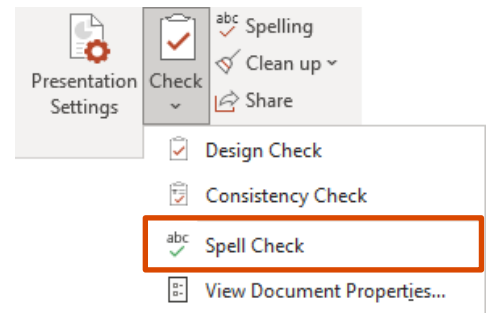 abc Spelling
Presentation Settings
Check
Clean up
Share
Design Check
Consistency Check
abc Spell Check
View Document Properties...